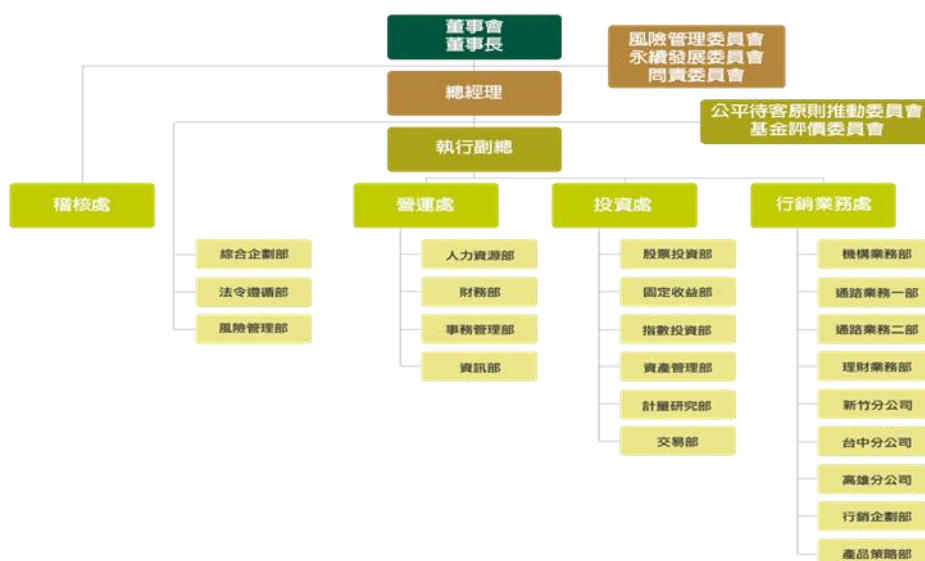 董事會
董事長
風險管理委員會
永續發展委員會
問責委員會
總經理
公平待客原則推動委員會
基金評價委員會
執行副總
稽核處
營運處
投資處
行銷業務處
綜合企劃部
法令遵循部
風險管理部
人力資源部
財務部
事務管理部
資訊部
股票投資部
固定收益部
指數投資部
資產管理部
計量研究部
交易部
機構業務部
通路業務一部
通路業務二部
理財業務部
新竹分公司
台中分公司
高雄分公司
行銷企劃部
產品策略部